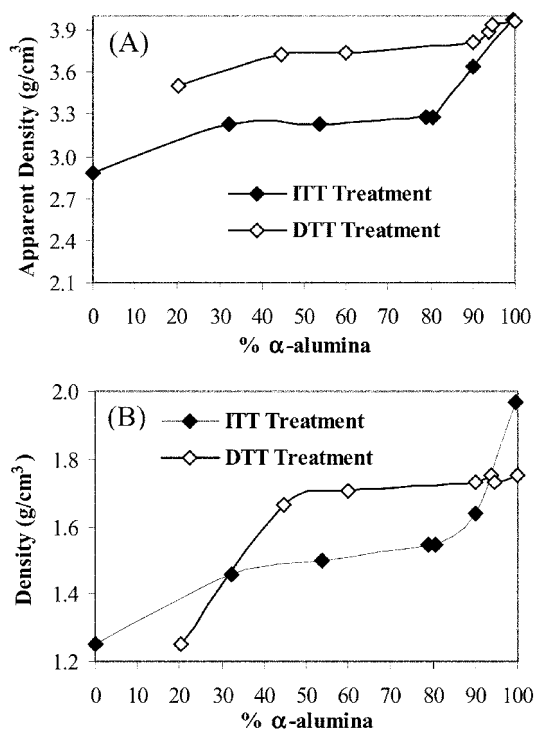 (A)
Apparent Density (g/cm³)
3.9
3.6
3.3
3.0
2.7
2.4
2.1
ITT Treatment
DTT Treatment
0 10 20 30 40 50 60 70 80 90 100
% α-alumina
(B)
Density (g/cm³)
2.0
1.8
1.6
1.4
1.2
ITT Treatment
DTT Treatment
0 10 20 30 40 50 60 70 80 90 100
% α-alumina